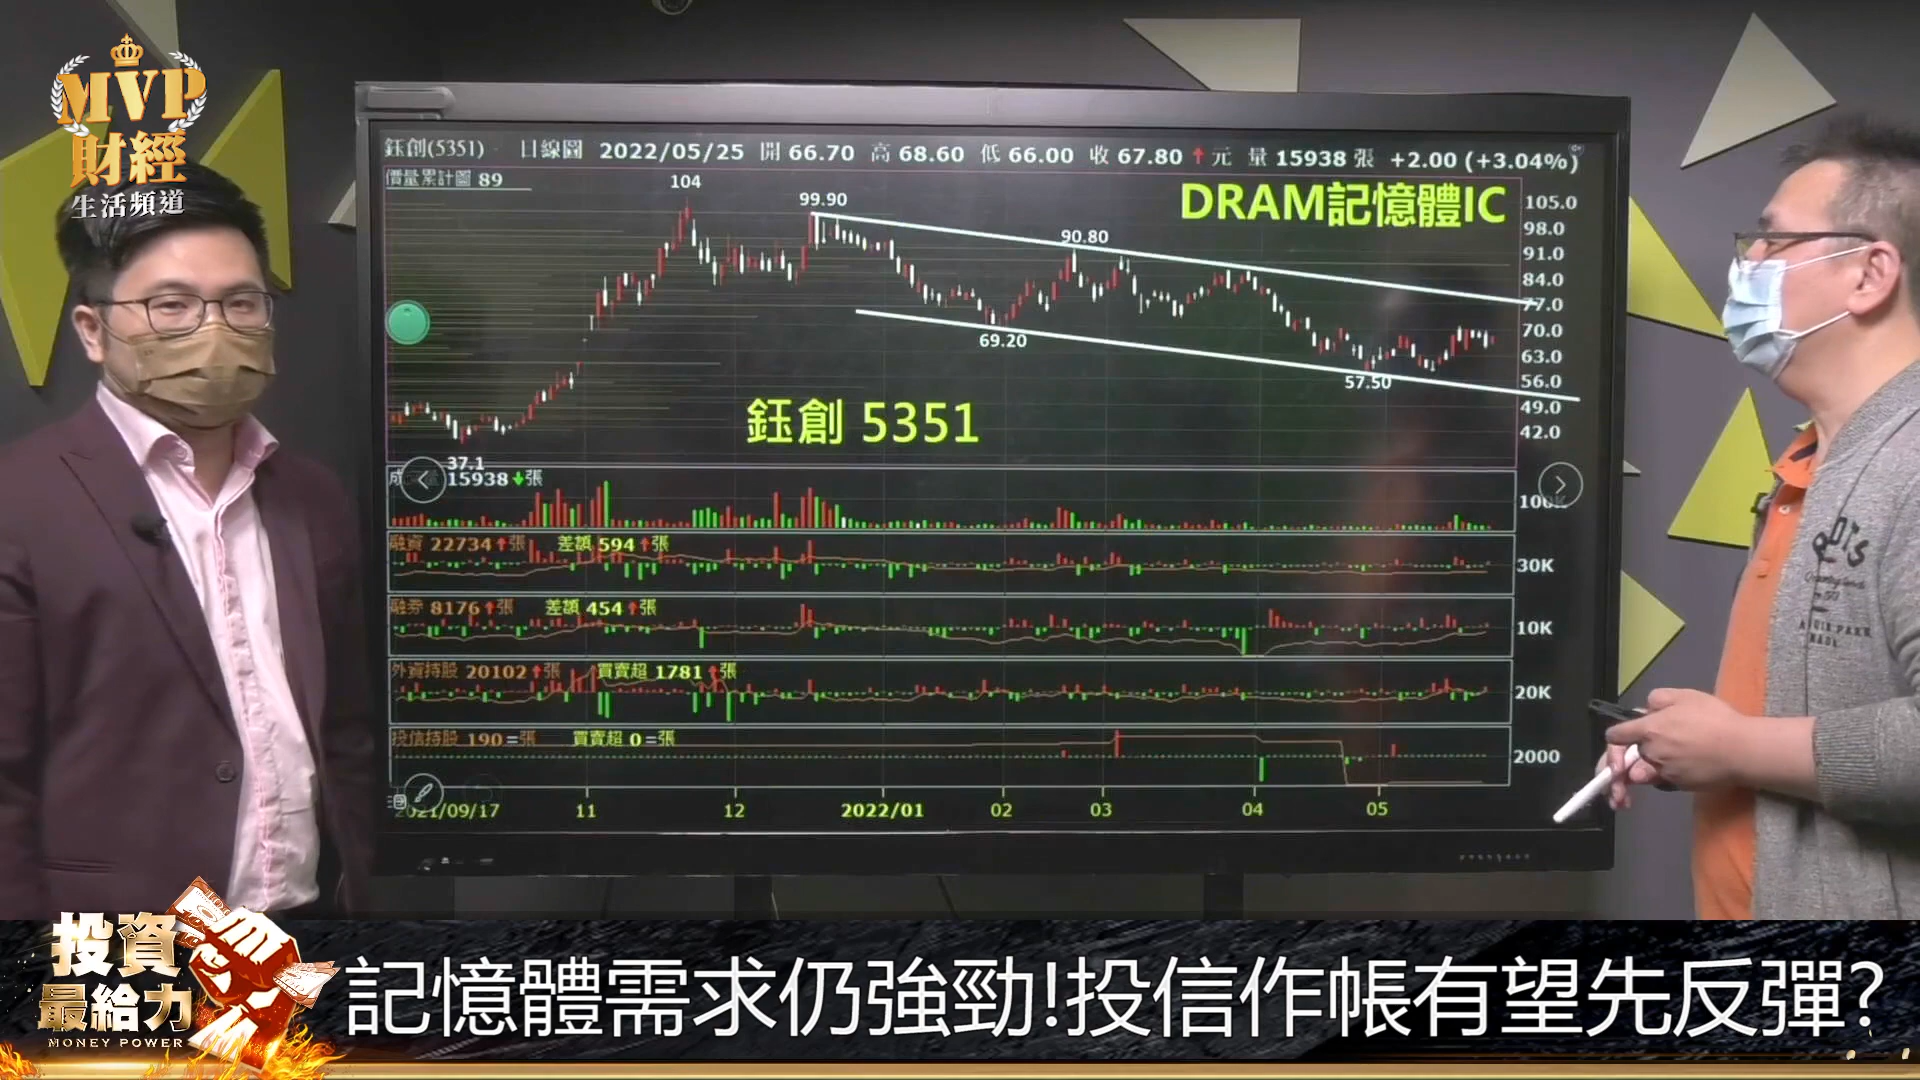 MVP
財經
生活頻道
鈺創(5351) 日線圖 2022/05/25 開 66.70 高 68.60 低 66.00 收 67.80↑元 量 15938 張 +2.00 (+3.04%)
價量累計圖 89
DRAM記憶體IC
104
99.90
90.80
69.20
57.50
37.1
鈺創 5351
105.0
98.0
91.0
84.0
77.0
70.0
63.0
56.0
49.0
42.0
15938↓張
100K
融資 22734↑張 差額 594↑張
30K
融券 8176↑張 差額 454↑張
10K
外資持股 20102↑張 買賣超 1781↑張
20K
投信持股 190=張 買賣超 0=張
2000
2021/09/17 11 12 2022/01 02 03 04 05
投資
最給力
MONEY POWER
記憶體需求仍強勁!投信作帳有望先反彈?